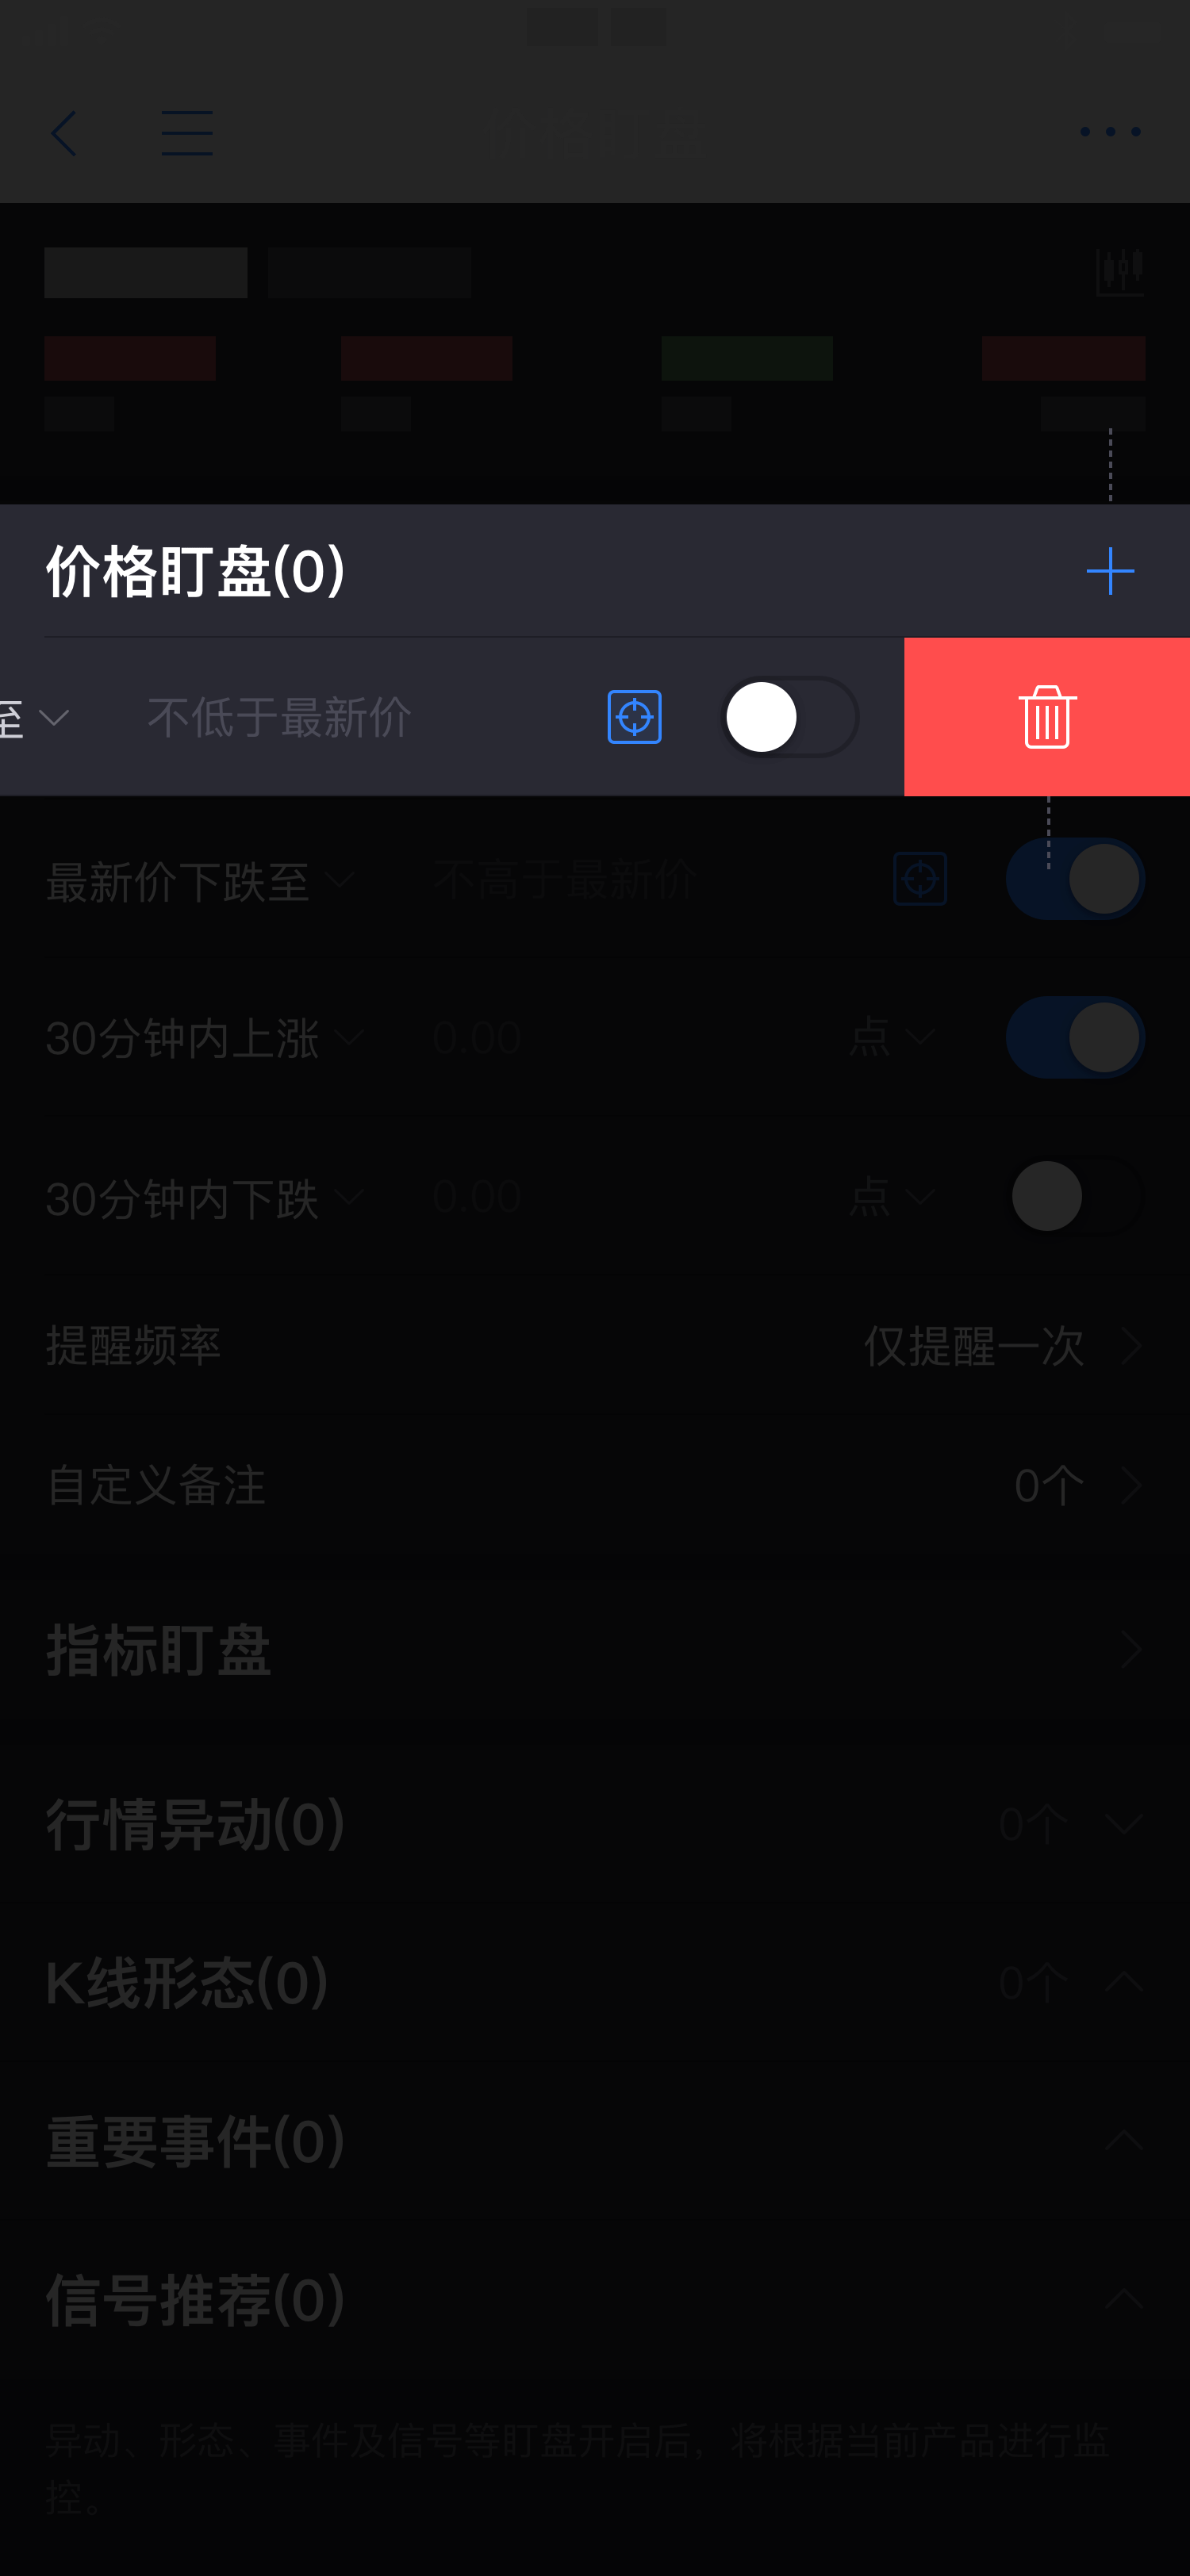 价格盯盘(0)
至 不低于最新价
最新价下跌至 不高于最新价
30分钟内上涨 0.00 点
30分钟内下跌 0.00 点
提醒频率 仅提醒一次
自定义备注 0个
指标盯盘
行情异动(0) 0个
K线形态(0) 0个
重要事件(0)
信号推荐(0)
异动、形态、事件及信号等盯盘开启后，将根据当前产品进行监
控。